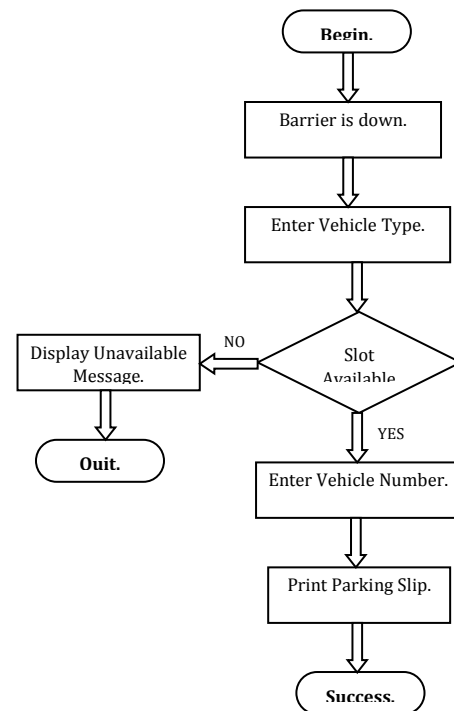 Begin.
Barrier is down.
Enter Vehicle Type.
Slot
Available
NO
Display Unavailable
Message.
Quit.
YES
Enter Vehicle Number.
Print Parking Slip.
Success.